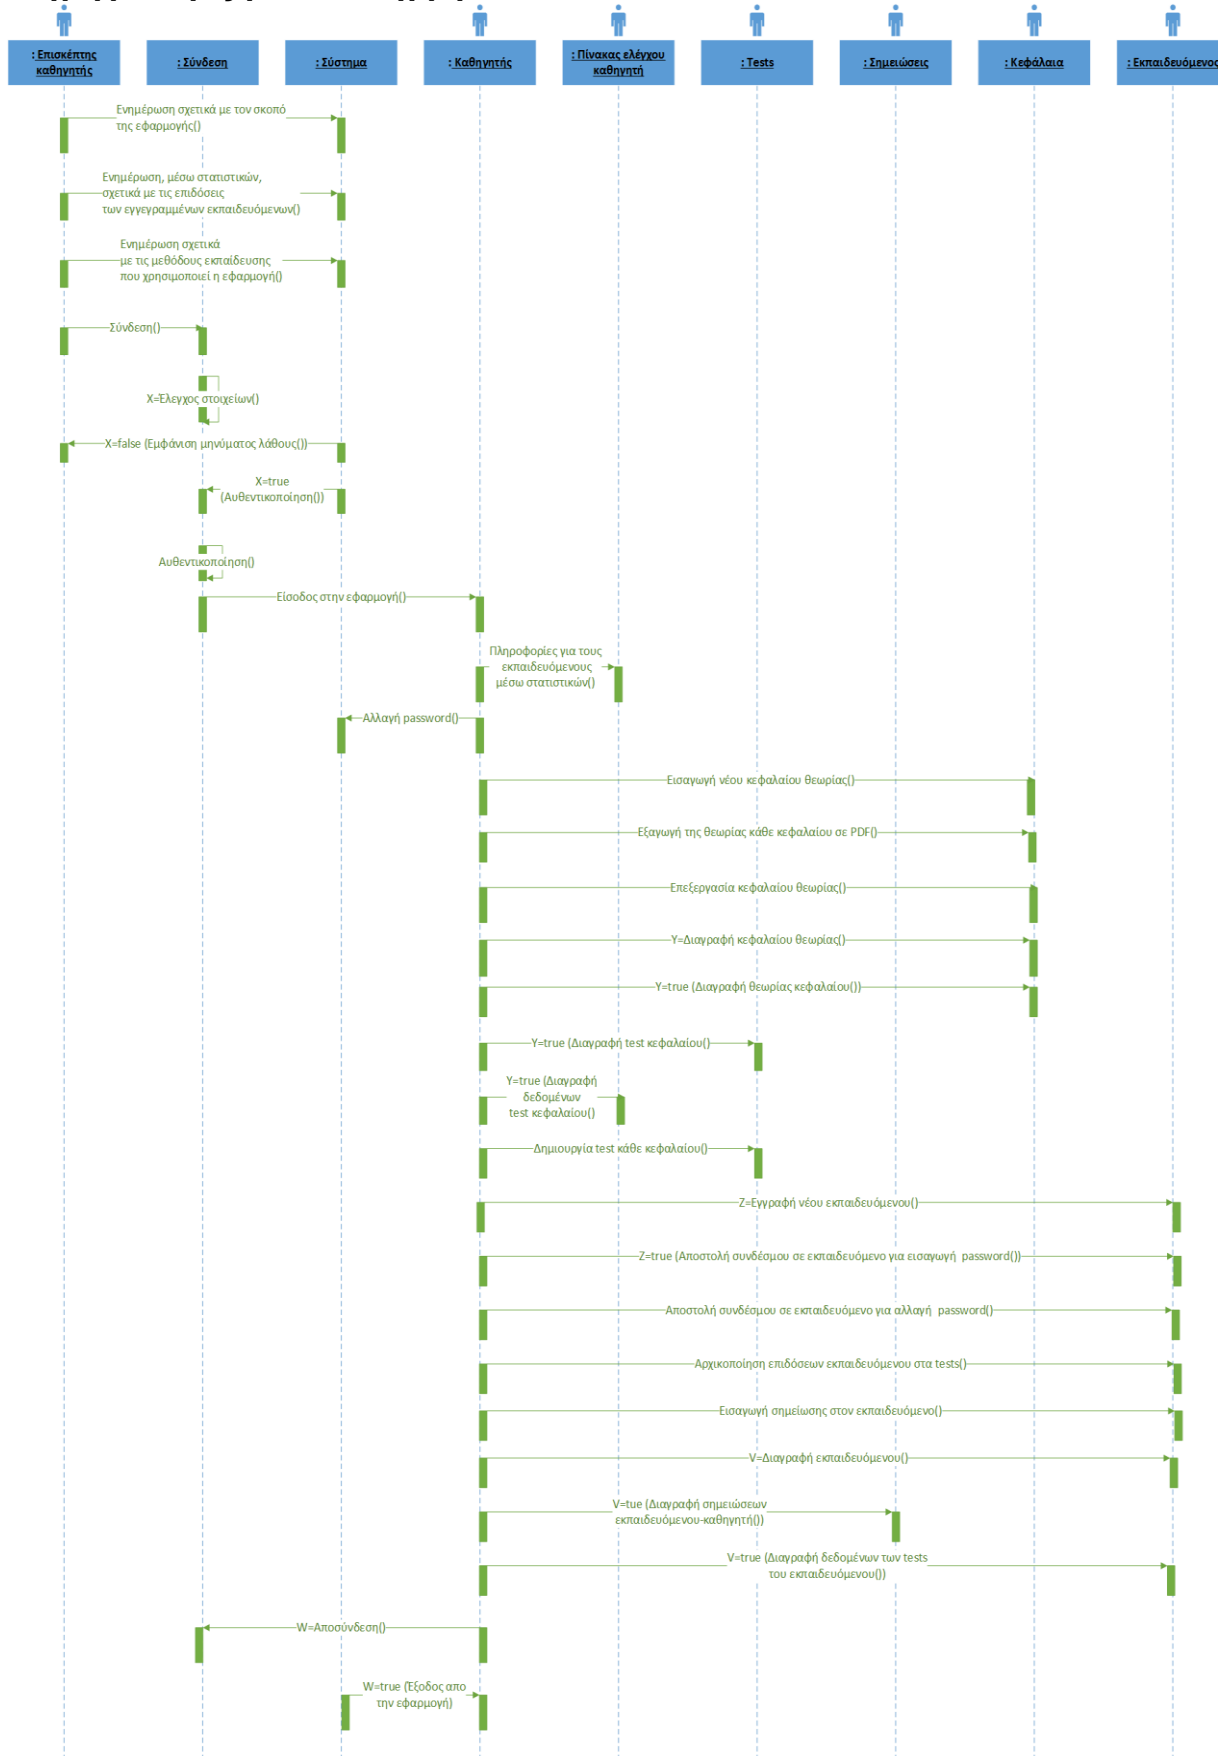 : Επισκέπτης
καθηγητής
: Σύνδεση
: Σύστημα
: Καθηγητής
: Πίνακας ελέγχου
καθηγητή
: Tests
: Σημειώσεις
: Κεφάλαια
: Εκπαιδευόμενος
Ενημέρωση σχετικά με τον σκοπό
της εφαρμογής()
Ενημέρωση, μέσω στατιστικών,
σχετικά με τις επιδόσεις
των εγγεγραμμένων εκπαιδευόμενων()
Ενημέρωση σχετικά
με τις μεθόδους εκπαίδευσης
που χρησιμοποιεί η εφαρμογή()
Σύνδεση()
X=Έλεγχος στοιχείων()
X=false (Εμφάνιση μηνύματος λάθους())
X=true
(Αυθεντικοποίηση())
Αυθεντικοποίηση()
Είσοδος στην εφαρμογή()
Πληροφορίες για τους
εκπαιδευόμενους
μέσω στατιστικών()
Αλλαγή password()
Εισαγωγή νέου κεφαλαίου θεωρίας()
Εξαγωγή της θεωρίας κάθε κεφαλαίου σε PDF()
Επεξεργασία κεφαλαίου θεωρίας()
Y=Διαγραφή κεφαλαίου θεωρίας()
Y=true (Διαγραφή θεωρίας κεφαλαίου())
Y=true (Διαγραφή test κεφαλαίου()
Y=true (Διαγραφή
δεδομένων
test κεφαλαίου()
Δημιουργία test κάθε κεφαλαίου()
Z=Εγγραφή νέου εκπαιδευόμενου()
Z=true (Αποστολή συνδέσμου σε εκπαιδευόμενο για εισαγωγή password())
Αποστολή συνδέσμου σε εκπαιδευόμενο για αλλαγή password()
Αρχικοποίηση επιδόσεων εκπαιδευόμενου στα tests()
Εισαγωγή σημείωσης στον εκπαιδευόμενο()
V=Διαγραφή εκπαιδευόμενου()
V=tue (Διαγραφή σημειώσεων
εκπαιδευόμενου-καθηγητή())
V=true (Διαγραφή δεδομένων των tests
του εκπαιδευόμενου())
W=Αποσύνδεση()
W=true (Έξοδος απο
την εφαρμογή)